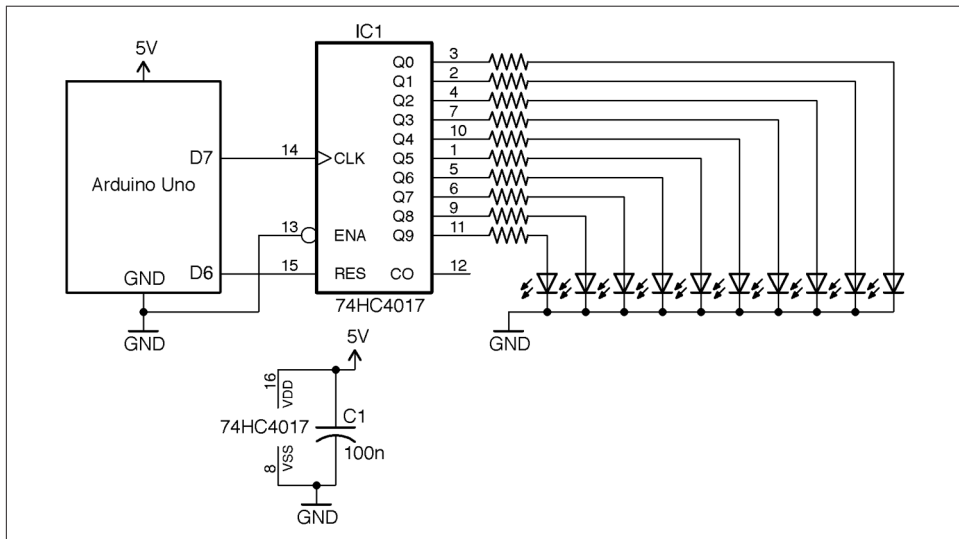 IC1
5V
Arduino Uno
D7
D6
GND
GND
14
13
15
CLK
ENA
RES
Q0
Q1
Q2
Q3
Q4
Q5
Q6
Q7
Q8
Q9
CO
3
2
4
7
10
1
5
6
9
11
12
74HC4017
GND
5V
16
VDD
74HC4017
C1
100n
8
VSS
GND